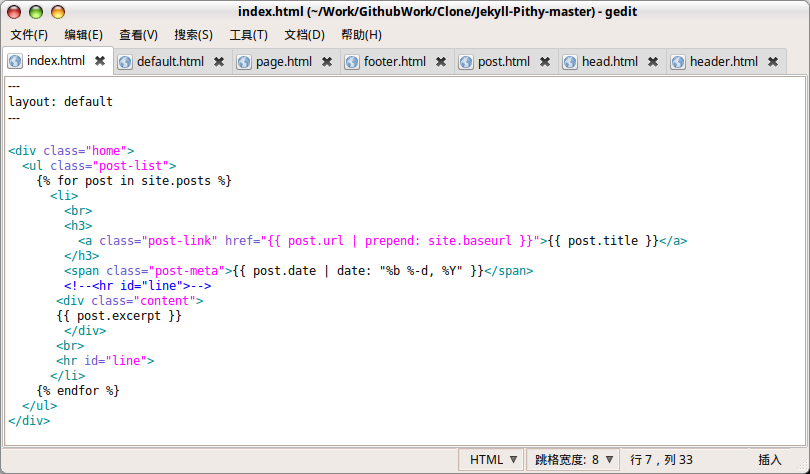 index.html (~/Work/GithubWork/Clone/Jekyll-Pithy-master) - gedit
文件(F) 编辑(E) 查看(V) 搜索(S) 工具(T) 文档(D) 帮助(H)
index.html default.html page.html footer.html post.html head.html header.html
---
layout: default
---
<div class="home">
  <ul class="post-list">
    {% for post in site.posts %}
      <li>
        <br>
        <h3>
          <a class="post-link" href="{{ post.url | prepend: site.baseurl }}">{{ post.title }}</a>
        </h3>
        <span class="post-meta">{{ post.date | date: "%b %-d, %Y" }}</span>
        <!--<hr id="line">-->
       <div class="content">
       {{ post.excerpt }}
        </div>
       <br>
       <hr id="line">
      </li>
    {% endfor %}
  </ul>
</div>
HTML 跳格宽度: 8 行 7，列 33 插入